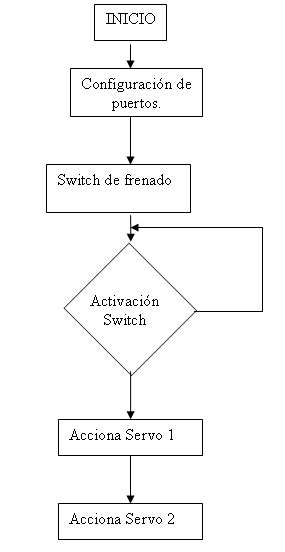 INICIO
Configuración de
puertos.
Switch de frenado
Activación
Switch
Acciona Servo 1
Acciona Servo 2